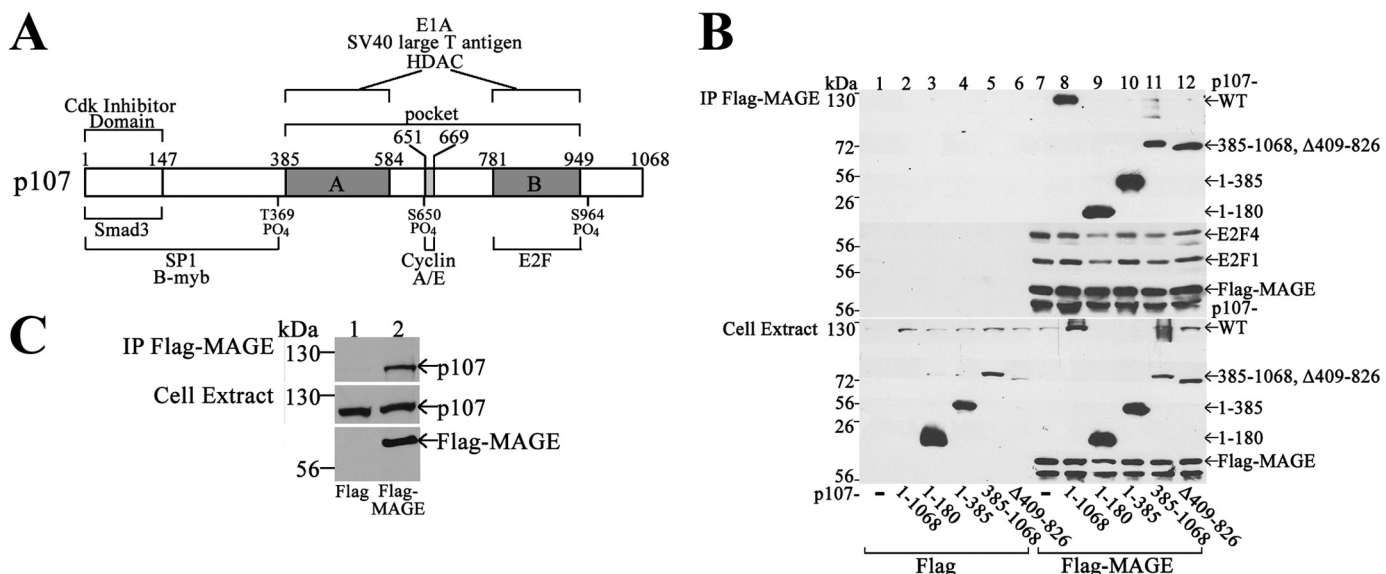 A
E1A
SV40 large T antigen
HDAC
Cdk Inhibitor
Domain
pocket
651 669
1 147 385 584 781 949 1068
p107 A B
Smad3
T369
PO4
S650
PO4
S964
PO4
SP1
B-myb
Cyclin
A/E
E2F
B
kDa 1 2 3 4 5 6 7 8 9 10 11 12 p107-
IP Flag-MAGE 130 WT
72 385-1068, Δ409-826
56 1-385
26 1-180
E2F4
56
E2F1
56
Flag-MAGE
56 p107-
Cell Extract 130 WT
72 385-1068, Δ409-826
56 1-385
26 1-180
Flag-MAGE
56
p107- - 1-1068 1-180 1-385 385-1068 Δ409-826 - 1-1068 1-180 1-385 385-1068 Δ409-826
Flag Flag-MAGE
C
kDa 1 2
IP Flag-MAGE 130
p107
Cell Extract 130
p107
Flag-MAGE
56
Flag Flag-
MAGE